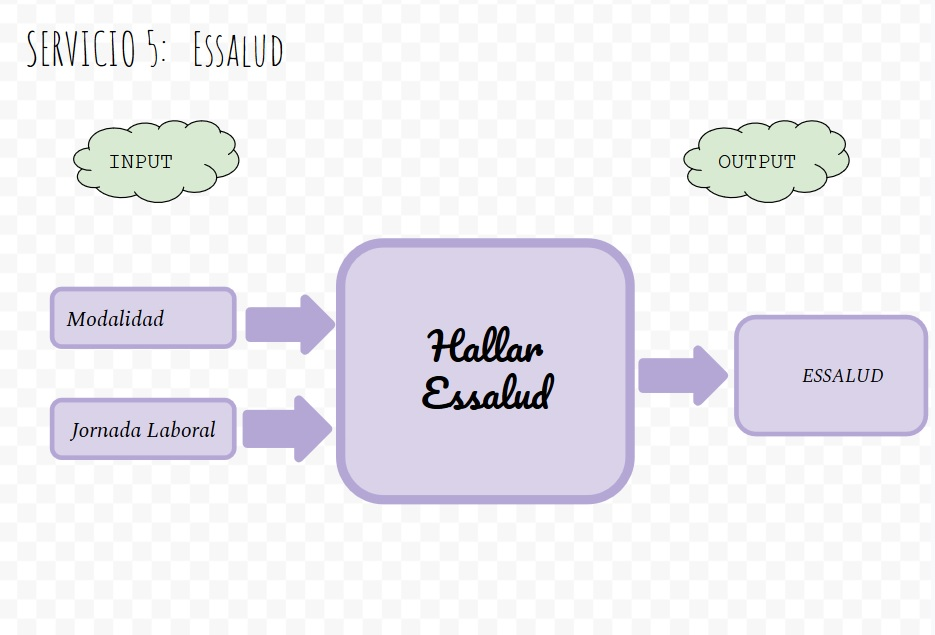 SERVICIO 5: ESSALUD
INPUT
OUTPUT
Modalidad
Jornada Laboral
Hallar
Essalud
ESSALUD